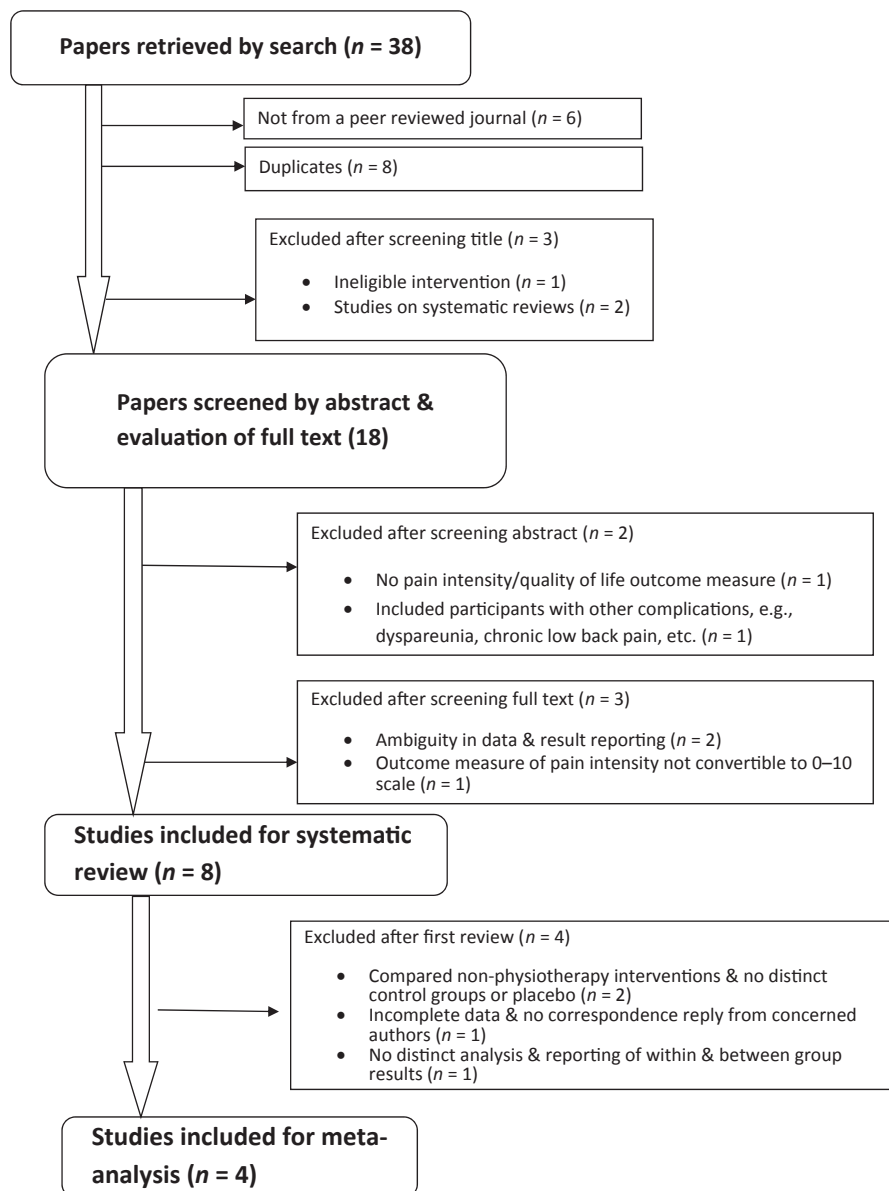 Papers retrieved by search (n = 38)
Not from a peer reviewed journal (n = 6)
Duplicates (n = 8)
Excluded after screening title (n = 3)
• Ineligible intervention (n = 1)
• Studies on systematic reviews (n = 2)
Papers screened by abstract &
evaluation of full text (18)
Excluded after screening abstract (n = 2)
• No pain intensity/quality of life outcome measure (n = 1)
• Included participants with other complications, e.g.,
dyspareunia, chronic low back pain, etc. (n = 1)
Excluded after screening full text (n = 3)
• Ambiguity in data & result reporting (n = 2)
• Outcome measure of pain intensity not convertible to 0–10
scale (n = 1)
Studies included for systematic
review (n = 8)
Excluded after first review (n = 4)
• Compared non-physiotherapy interventions & no distinct
control groups or placebo (n = 2)
• Incomplete data & no correspondence reply from concerned
authors (n = 1)
• No distinct analysis & reporting of within & between group
results (n = 1)
Studies included for meta-
analysis (n = 4)